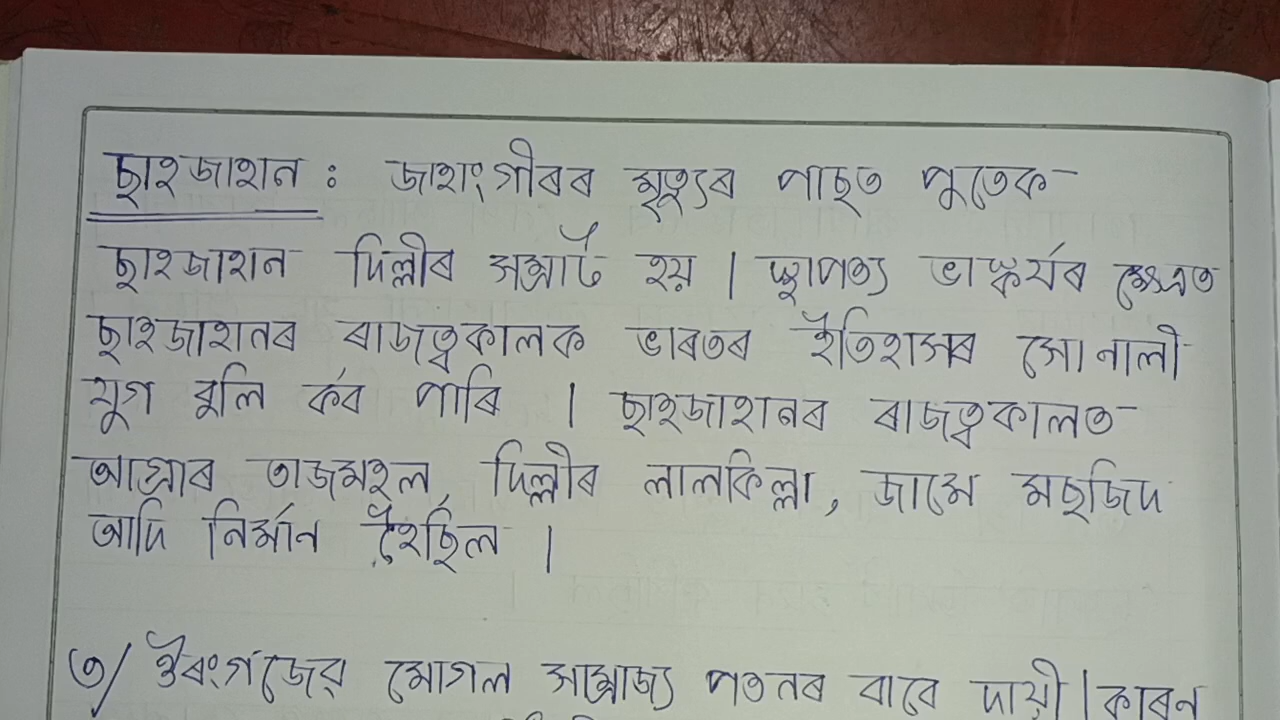 ছাহজাহান : জাহাংগীৰৰ মৃত্যুৰ পাছত পুতেক
ছাহজাহান দিল্লীৰ সম্ৰাট হয় | স্থাপত্য ভাস্কৰ্যৰ ক্ষেত্ৰত
ছাহজাহানৰ ৰাজত্বকালক ভাৰতৰ ইতিহাসৰ সোণালী
যুগ বুলি ক'ব পাৰি | ছাহজাহানৰ ৰাজত্বকালত
আগ্ৰাৰ তাজমহল, দিল্লীৰ লালকিল্লা, জামে মছজিদ
আদি নিৰ্মান হৈছিল |
৩/ ঔৰংগজেৱে মোগল সাম্ৰাজ্য পতনৰ বাবে দায়ী | কাৰন